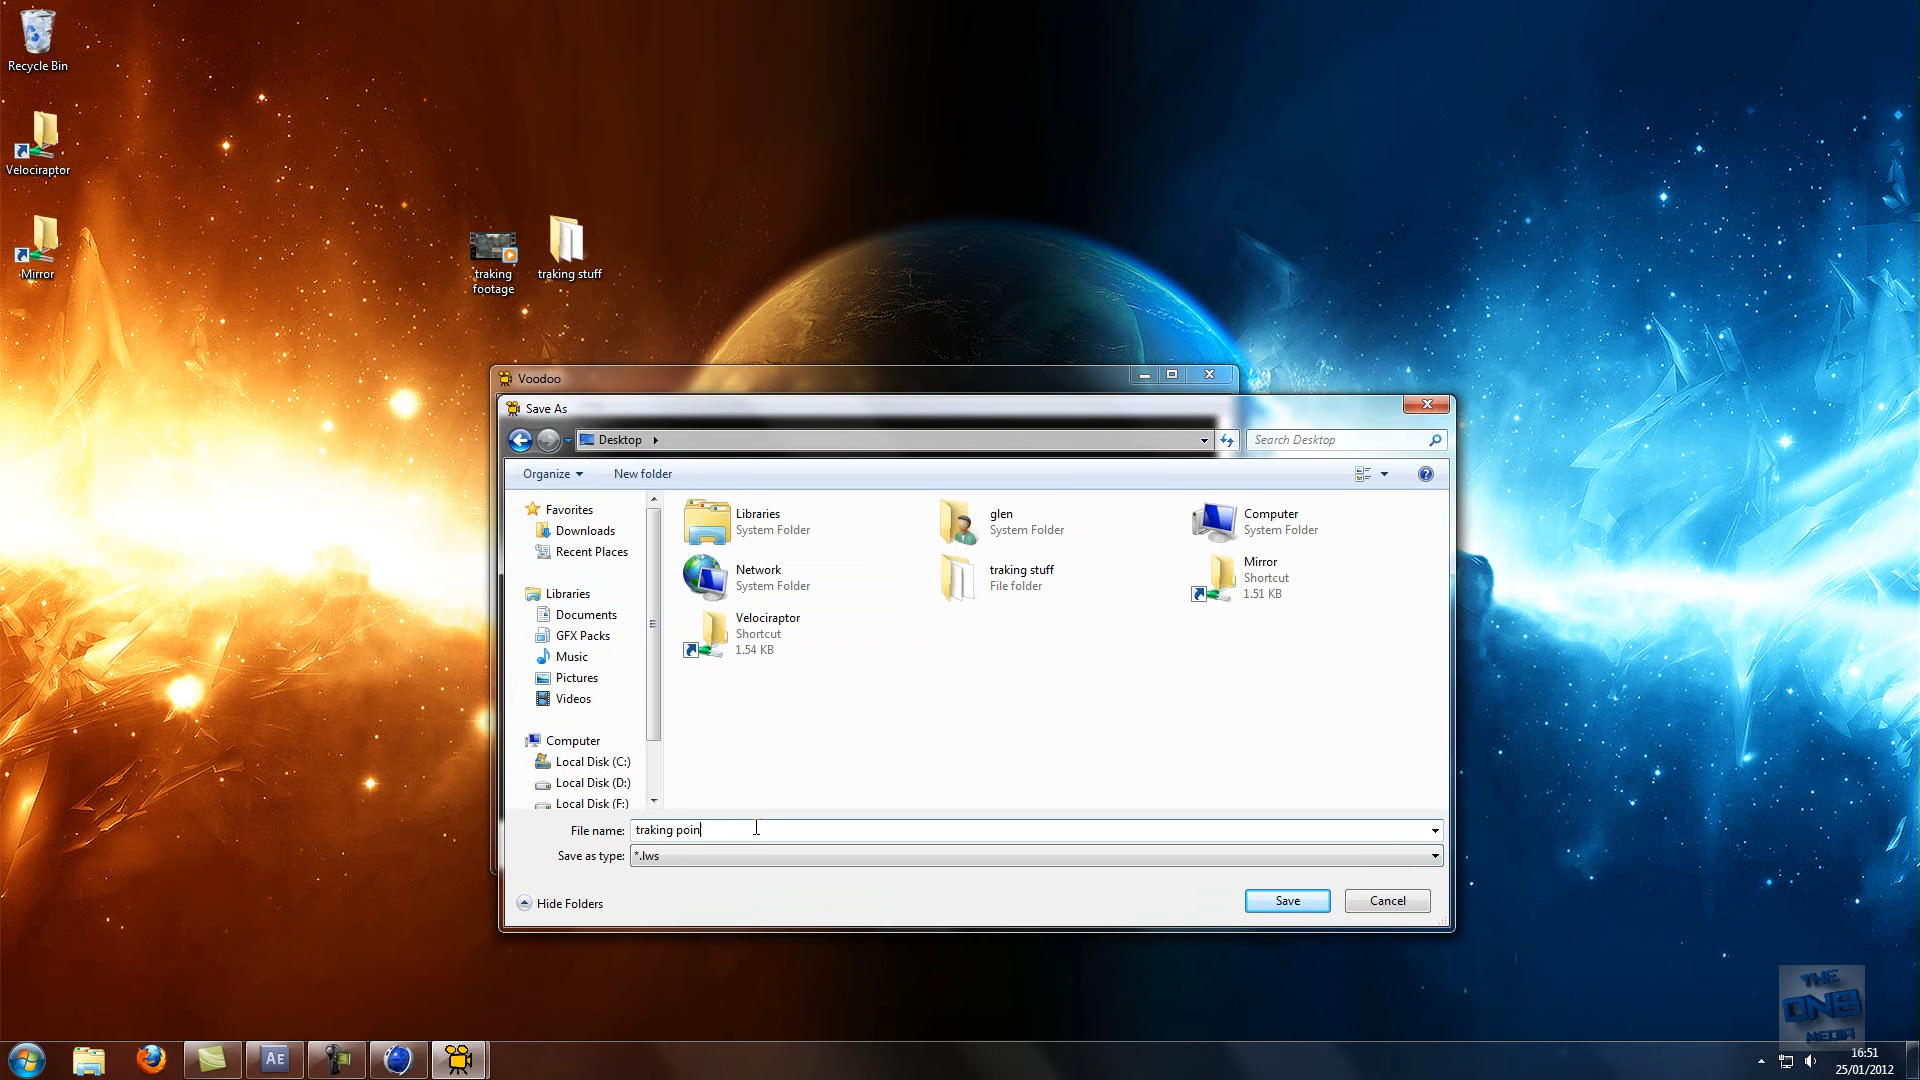 Recycle Bin
Velociraptor
Mirror
traking
footage
traking stuff
Voodoo
Save As
Desktop
Search Desktop
Organize
New folder
Favorites
Downloads
Recent Places
Libraries
Documents
GFX Packs
Music
Pictures
Videos
Computer
Local Disk (C:)
Local Disk (D:)
Local Disk (F:)
Libraries
System Folder
glen
System Folder
Computer
System Folder
Network
System Folder
traking stuff
File folder
Mirror
Shortcut
1.51 KB
Velociraptor
Shortcut
1.54 KB
File name: traking poin
Save as type: *.lws
Hide Folders
Save
Cancel
THE
DNB
MEDIA
AE
16:51
25/01/2012